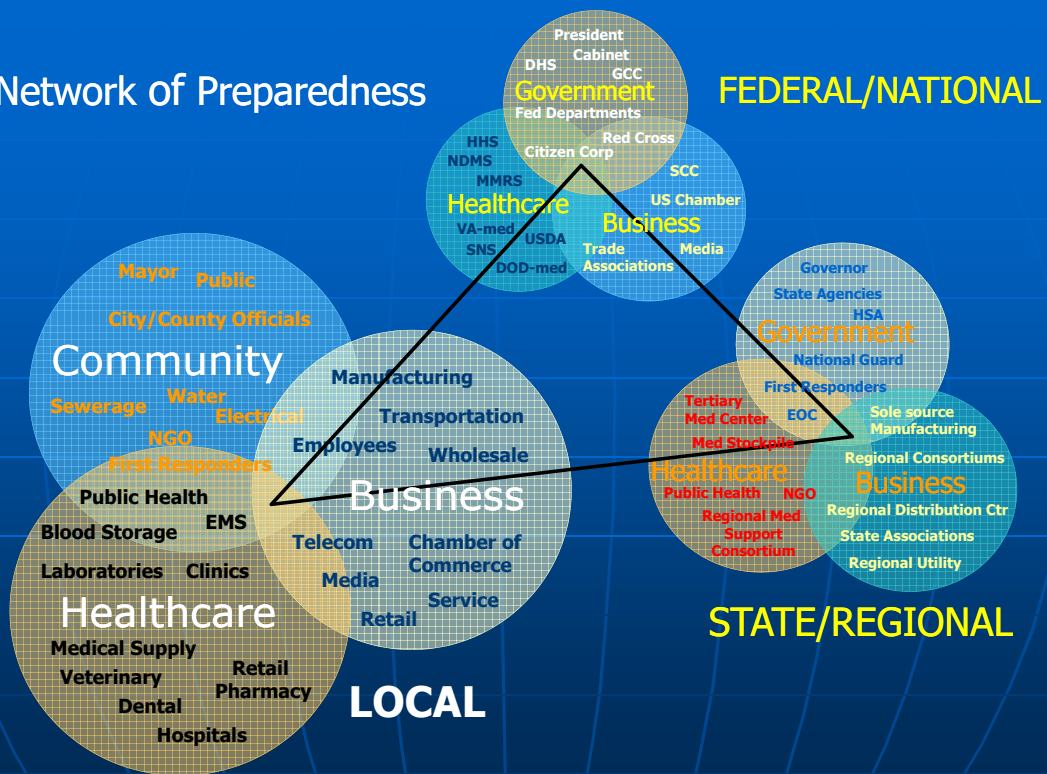 Network of Preparedness
FEDERAL/NATIONAL
President
Cabinet
DHS
GCC
Government
Fed Departments
Red Cross
Citizen Corp
HHS
NDMS
MMRS
Healthcare
VA-med
USDA
SNS
DOD-med
SCC
US Chamber
Business
Trade
Associations
Media
Governor
State Agencies
HSA
Government
National Guard
First Responders
EOC
Tertiary
Med Center
Med Stockpile
Healthcare
Public Health
NGO
Regional Med
Support
Consortium
Sole source
Manufacturing
Regional Consortiums
Business
Regional Distribution Ctr
State Associations
Regional Utility
STATE/REGIONAL
Mayor
Public
City/County Officials
Community
Sewerage
Water
Electrical
NGO
First Responders
Manufacturing
Transportation
Employees
Wholesale
Business
Telecom
Chamber of
Commerce
Media
Service
Retail
Public Health
EMS
Blood Storage
Laboratories
Clinics
Healthcare
Medical Supply
Veterinary
Retail
Pharmacy
Dental
Hospitals
LOCAL